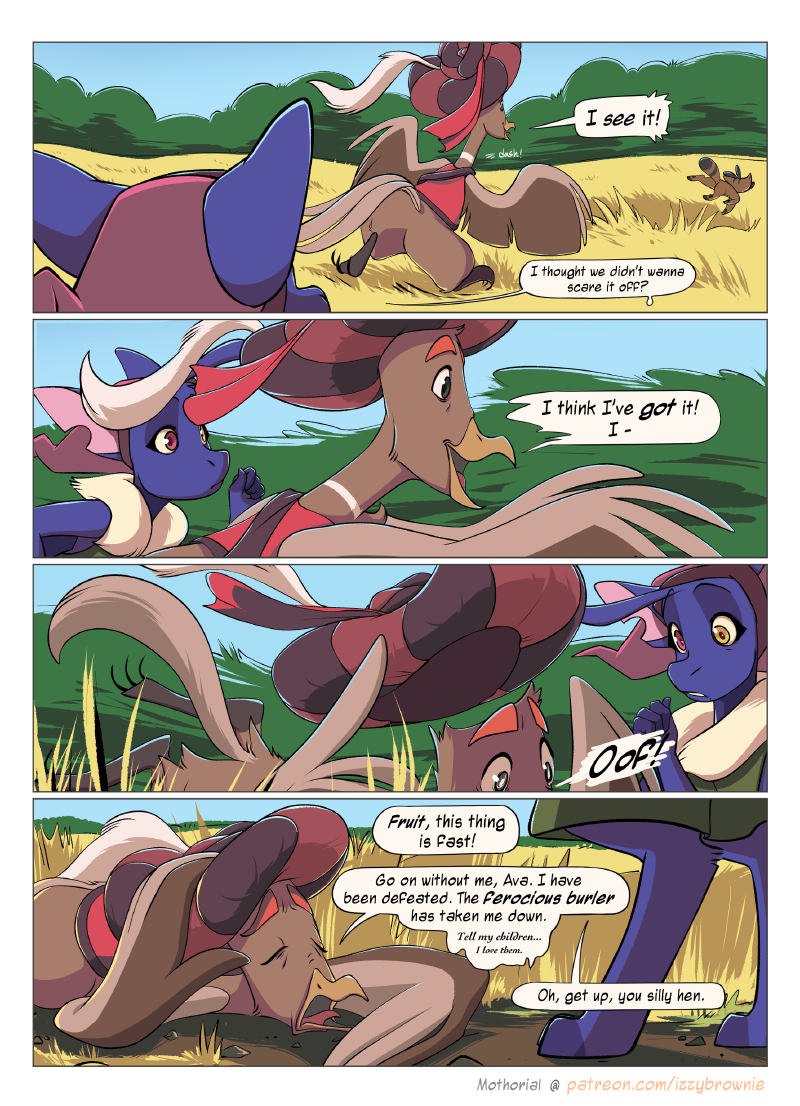 I see it!
dash!
I thought we didn't wanna
scare it off?
I think I've got it!
I -
Oof!
Fruit, this thing
is fast!
Go on without me, Ava. I have
been defeated. The ferocious burler
has taken me down.
Tell my children...
I love them.
Oh, get up, you silly hen.
Mothorial @ patreon.com/izzybrownie